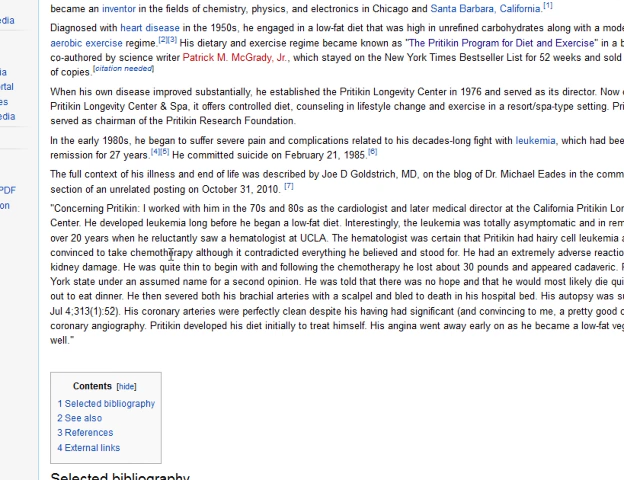 became an inventor in the fields of chemistry, physics, and electronics in Chicago and Santa Barbara, California.[1]
Diagnosed with heart disease in the 1950s, he engaged in a low-fat diet that was high in unrefined carbohydrates along with a mode
aerobic exercise regime.[2][3] His dietary and exercise regime became known as "The Pritikin Program for Diet and Exercise" in a b
co-authored by science writer Patrick M. McGrady, Jr., which stayed on the New York Times Bestseller List for 52 weeks and sold
of copies.[citation needed]
When his own disease improved substantially, he established the Pritikin Longevity Center in 1976 and served as its director. Now
Pritikin Longevity Center & Spa, it offers controlled diet, counseling in lifestyle change and exercise in a resort/spa-type setting. Pri
served as chairman of the Pritikin Research Foundation.
In the early 1980s, he began to suffer severe pain and complications related to his decades-long fight with leukemia, which had bee
remission for 27 years.[4][5] He committed suicide on February 21, 1985.[6]
The full context of his illness and end of life was described by Joe D Goldstrich, MD, on the blog of Dr. Michael Eades in the comm
section of an unrelated posting on October 31, 2010. [7]
"Concerning Pritikin: I worked with him in the 70s and 80s as the cardiologist and later medical director at the California Pritikin Lon
Center. He developed leukemia long before he began a low-fat diet. Interestingly, the leukemia was totally asymptomatic and in rem
over 20 years when he reluctantly saw a hematologist at UCLA. The hematologist was certain that Pritikin had hairy cell leukemia a
convinced to take chemotherapy although it contradicted everything he believed and stood for. He had an extremely adverse reactio
kidney damage. He was quite thin to begin with and following the chemotherapy he lost about 30 pounds and appeared cadaveric. F
York state under an assumed name for a second opinion. He was told that there was no hope and that he would most likely die qui
out to eat dinner. He then severed both his brachial arteries with a scalpel and bled to death in his hospital bed. His autopsy was su
Jul 4;313(1):52). His coronary arteries were perfectly clean despite his having had significant (and convincing to me, a pretty good c
coronary angiography. Pritikin developed his diet initially to treat himself. His angina went away early on as he became a low-fat veg
well."
Contents [hide]
1 Selected bibliography
2 See also
3 References
4 External links
Selected bibliography
edia
ia
rtal
es
edia
PDF
on